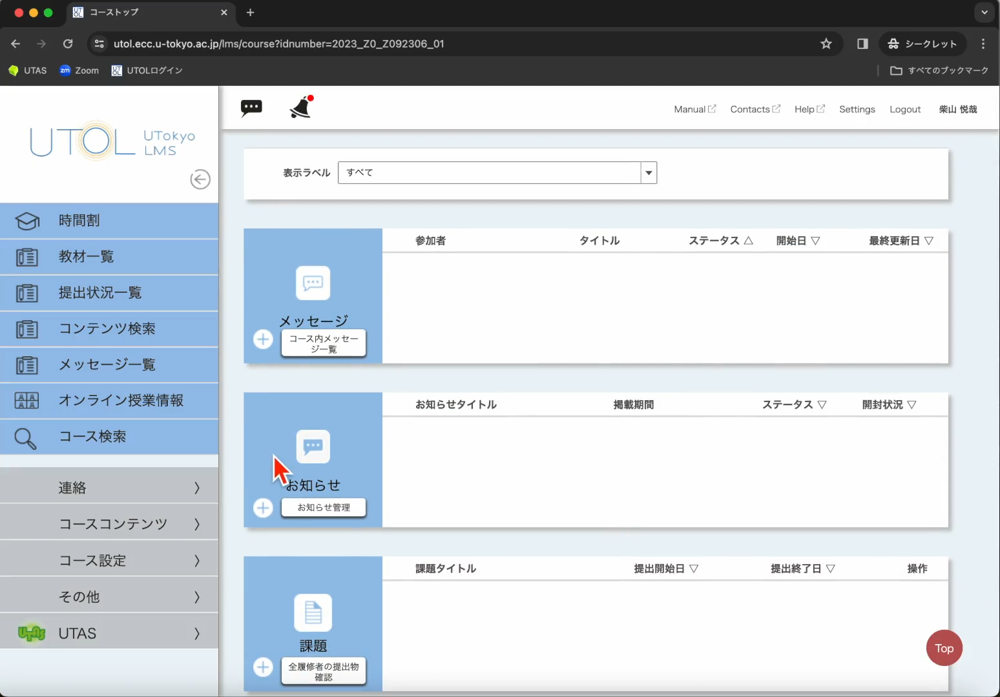 コーストップ
utol.ecc.u-tokyo.ac.jp/lms/course?idnumber=2023_Z0_Z092306_01
シークレット
UTAS
zm Zoom
UTOLログイン
すべてのブックマーク
UTOL UTokyo LMS
Manual
Contacts
Help
Settings
Logout
柴山 悦哉
時間割
教材一覧
提出状況一覧
コンテンツ検索
メッセージ一覧
オンライン授業情報
コース検索
連絡
コースコンテンツ
コース設定
その他
UTAS UTAS
表示ラベル すべて
参加者 タイトル ステータス △ 開始日 ▽ 最終更新日 ▽
メッセージ
コース内メッセー
ジ一覧
お知らせタイトル 掲載期間 ステータス ▽ 開封状況 ▽
お知らせ
お知らせ管理
課題タイトル 提出開始日 ▽ 提出終了日 ▽ 操作
課題
全履修者の提出物
確認
Top